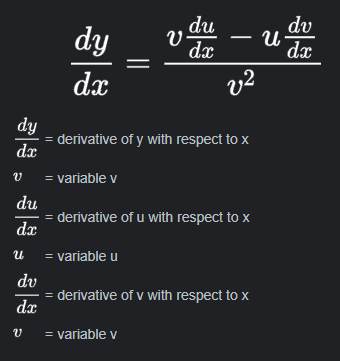 dy/dx = (v du/dx − u dv/dx) / v²
dy/dx = derivative of y with respect to x
v = variable v
du/dx = derivative of u with respect to x
u = variable u
dv/dx = derivative of v with respect to x
v = variable v